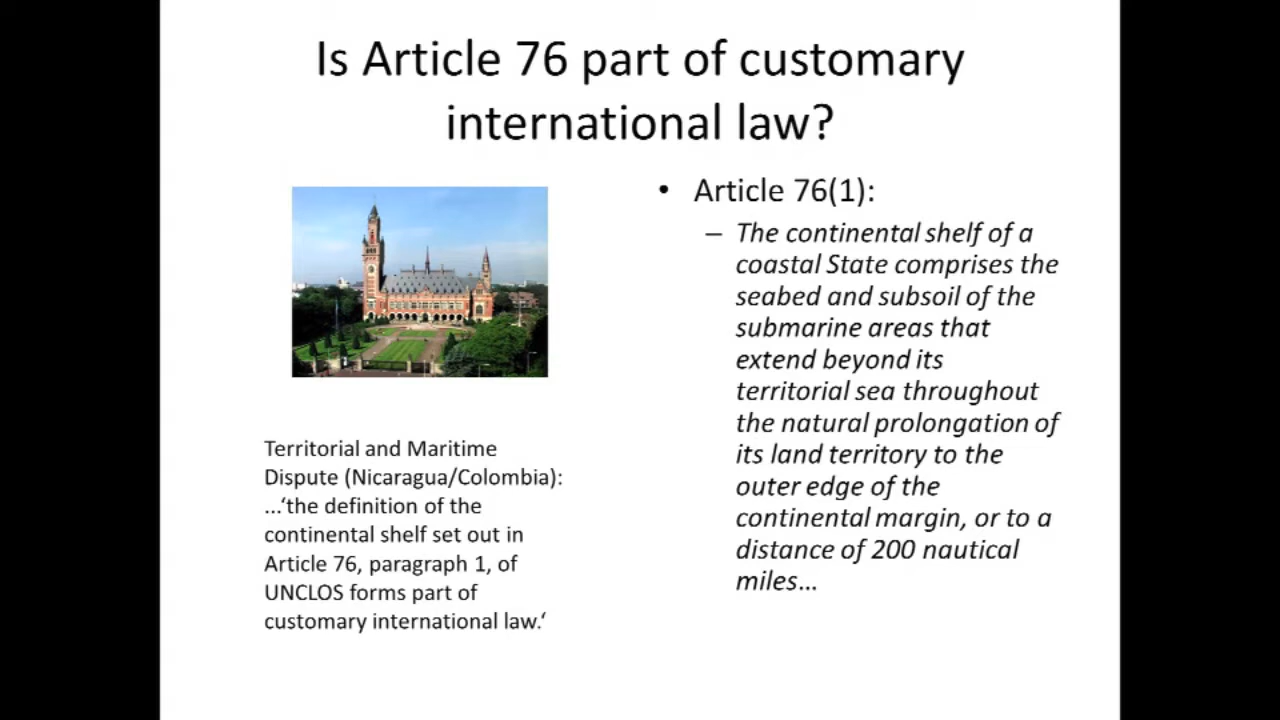 Is Article 76 part of customary
international law?
Territorial and Maritime
Dispute (Nicaragua/Colombia):
...‘the definition of the
continental shelf set out in
Article 76, paragraph 1, of
UNCLOS forms part of
customary international law.‘
• Article 76(1):
– The continental shelf of a
coastal State comprises the
seabed and subsoil of the
submarine areas that
extend beyond its
territorial sea throughout
the natural prolongation of
its land territory to the
outer edge of the
continental margin, or to a
distance of 200 nautical
miles…